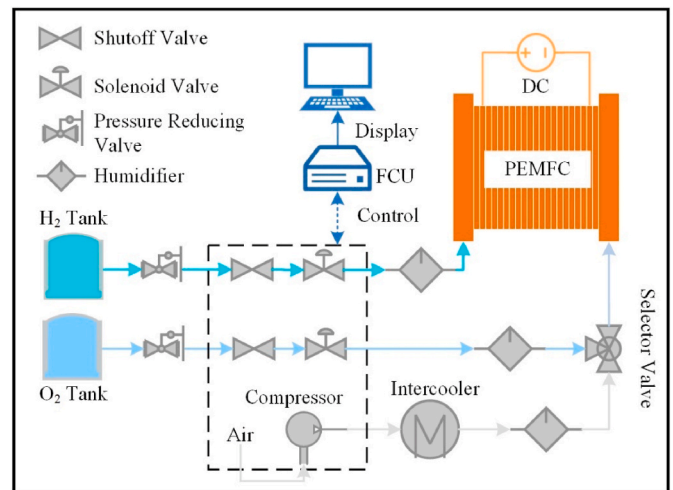 Shutoff Valve
Solenoid Valve
Pressure Reducing
Valve
Humidifier
H₂ Tank
O₂ Tank
Display
FCU
Control
+ -
DC
PEMFC
Selector Valve
Compressor
Air
Intercooler
M